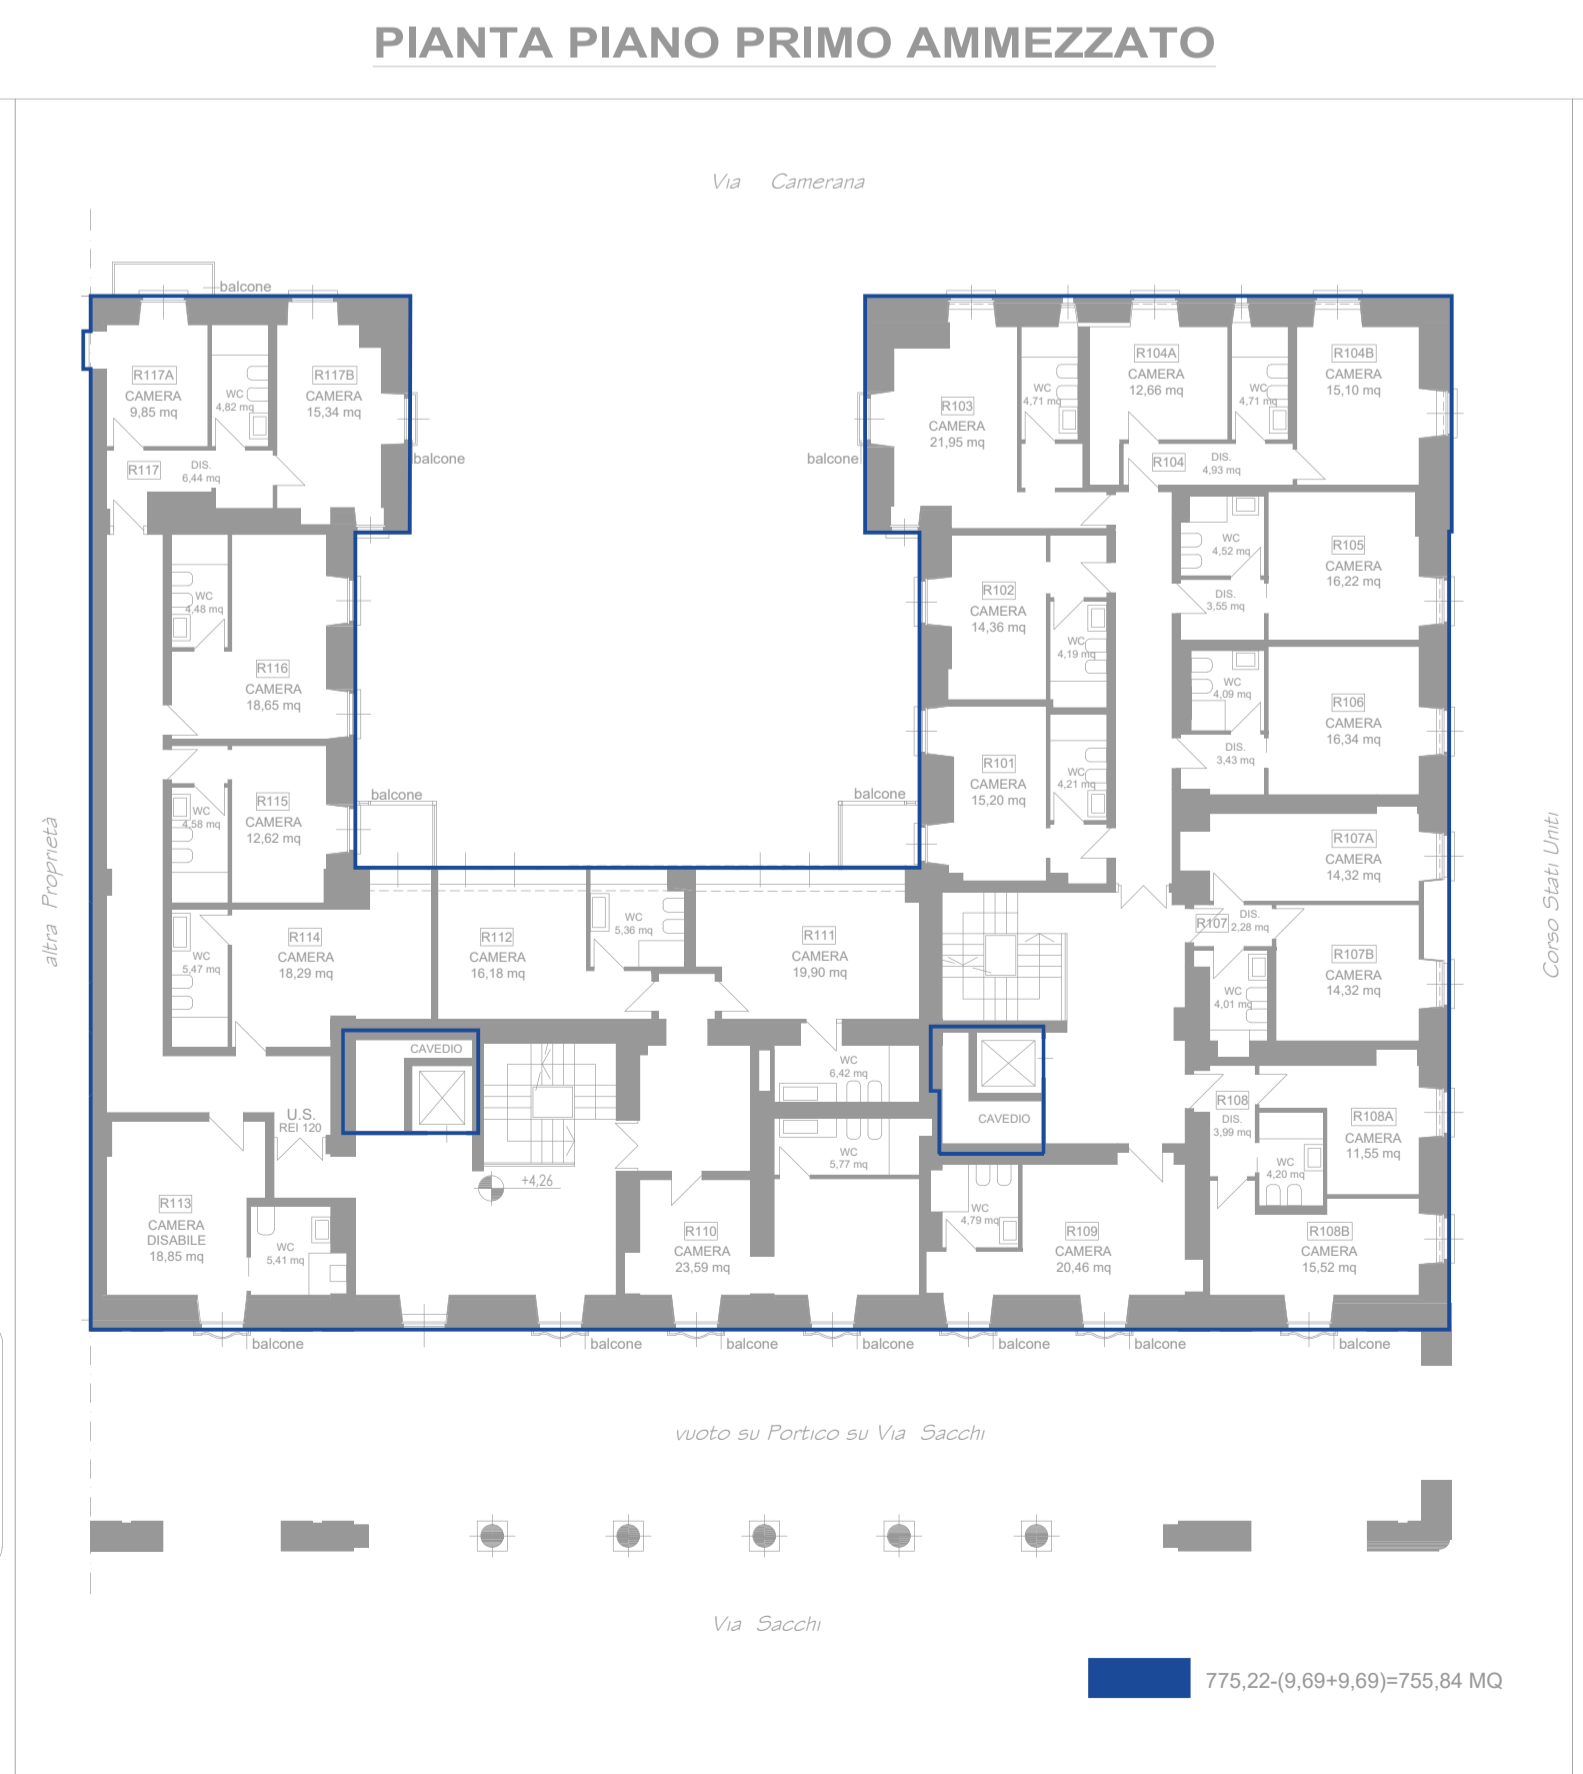 PIANTA PIANO PRIMO AMMEZZATO
Via Camerana
balcone
R117A
CAMERA
9,85 mq
WC
4,82 mq
R117B
CAMERA
15,34 mq
balcone
R117
DIS.
6,44 mq
balcone
R103
CAMERA
21,95 mq
WC
4,71 mq
R104A
CAMERA
12,66 mq
WC
4,71 mq
R104B
CAMERA
15,10 mq
R104
DIS.
4,93 mq
WC
4,52 mq
R105
CAMERA
16,22 mq
DIS.
3,55 mq
R102
CAMERA
14,36 mq
WC
4,19 mq
WC
4,48 mq
R116
CAMERA
18,65 mq
WC
4,09 mq
R106
CAMERA
16,34 mq
DIS.
3,43 mq
R101
CAMERA
15,20 mq
WC
4,21 mq
balcone
balcone
WC
4,58 mq
R115
CAMERA
12,62 mq
R107A
CAMERA
14,32 mq
altra Proprietà
Corso Stati Uniti
WC
5,47 mq
R114
CAMERA
18,29 mq
R112
CAMERA
16,18 mq
WC
5,36 mq
R111
CAMERA
19,90 mq
R107
DIS.
2,28 mq
R107B
CAMERA
14,32 mq
WC
4,01 mq
CAVEDIO
WC
6,42 mq
CAVEDIO
U.S.
REI 120
WC
5,77 mq
R108
DIS.
3,99 mq
R108A
CAMERA
11,55 mq
WC
4,20 mq
+4,26
R113
CAMERA
DISABILE
18,85 mq
WC
5,41 mq
R110
CAMERA
23,59 mq
WC
4,79 mq
R109
CAMERA
20,46 mq
R108B
CAMERA
15,52 mq
balcone
balcone
balcone
balcone
balcone
balcone
balcone
vuoto su Portico su Via Sacchi
Via Sacchi
775,22-(9,69+9,69)=755,84 MQ